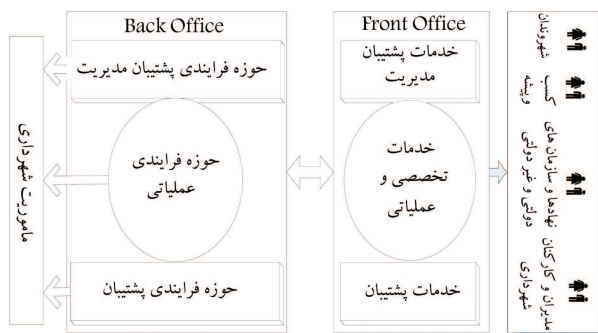 Back Office
Front Office
حوزه فرایندی پشتیبان مدیریت
حوزه فرایندی
عملیاتی
حوزه فرایندی پشتیبان
خدمات پشتیبان
مدیریت
خدمات
تخصصی و
عملیاتی
خدمات پشتیبان
ماموریت شهرداری
شهروندان
کسب
وپیشه
نهادها و سازمان های
دولتی و غیر دولتی
مدیران و کارکنان
شهرداری